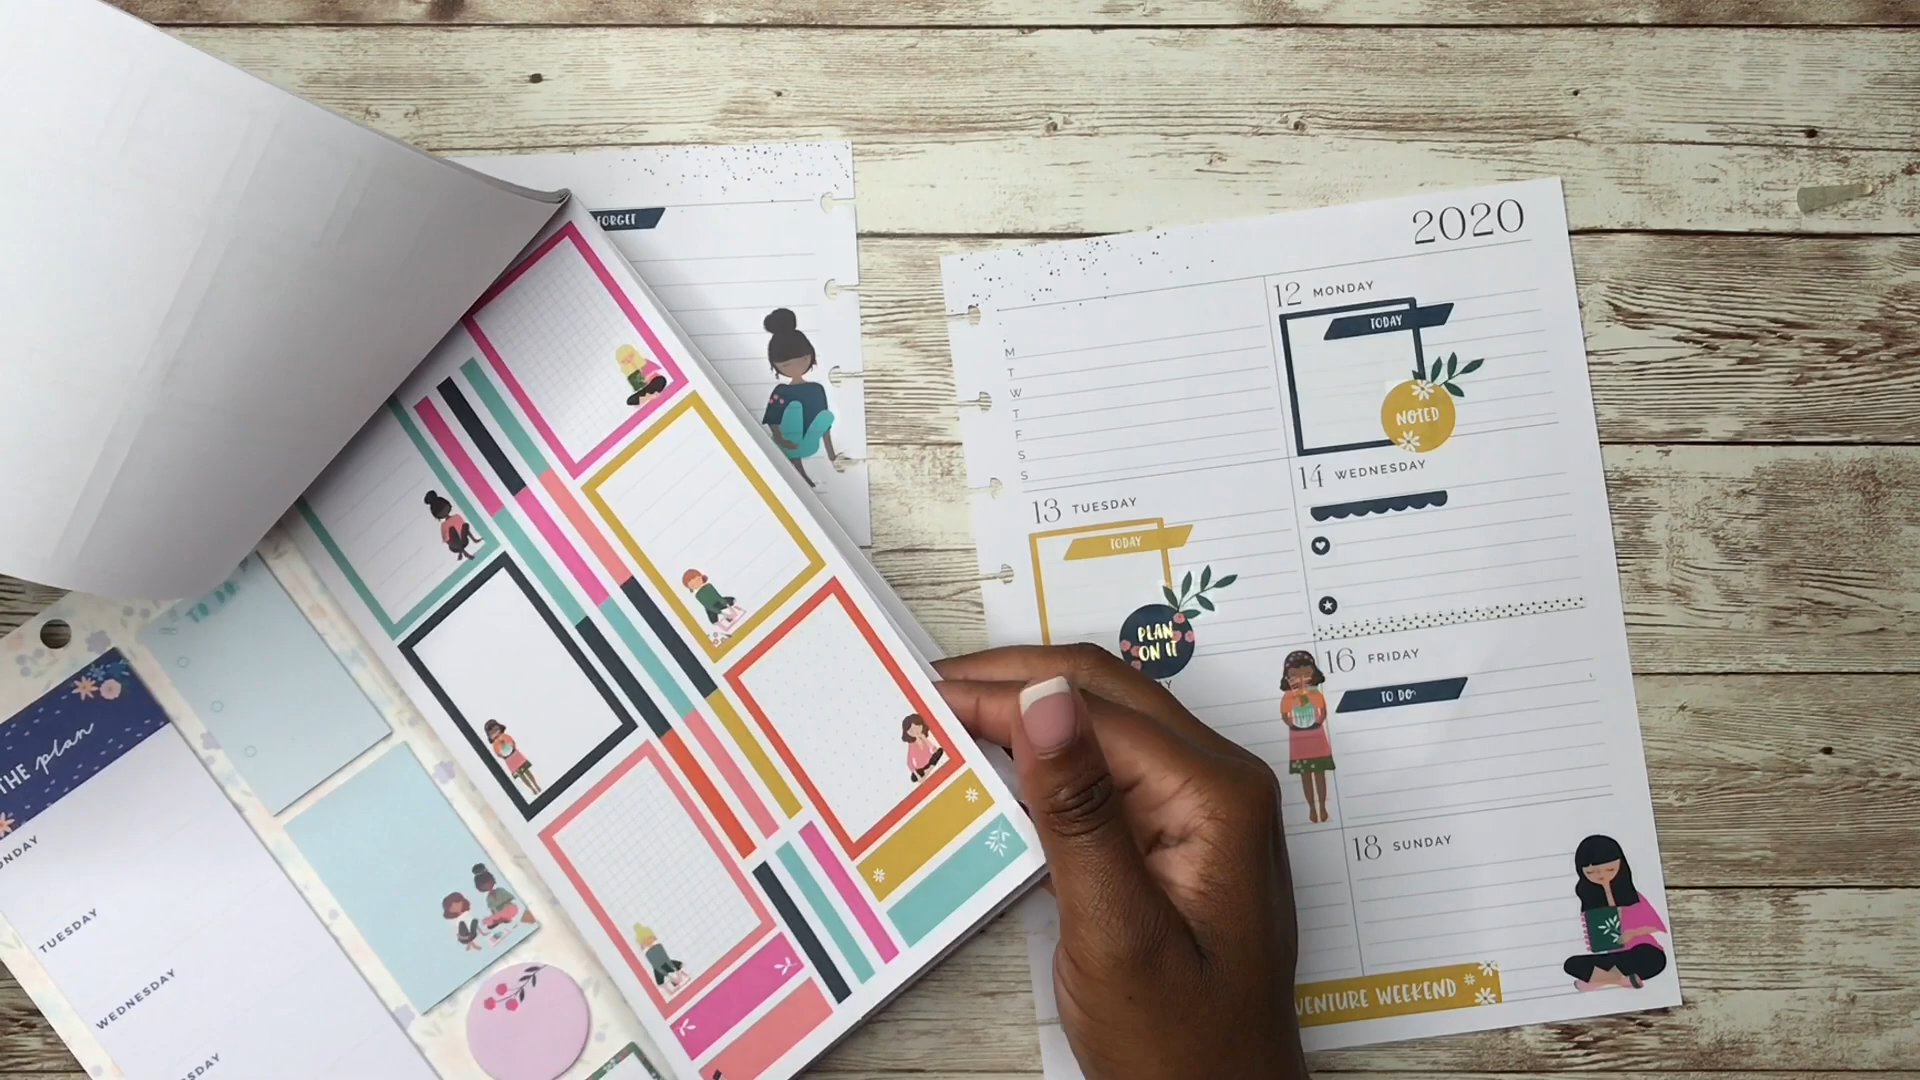 FORGET
2020
12 MONDAY
TODAY
NOTED
M
T
W
T
F
S
S
13 TUESDAY
TODAY
PLAN
ON IT
14 WEDNESDAY
16 FRIDAY
TO DO:
18 SUNDAY
VENTURE WEEKEND
TO DO
THE plan
ONDAY
TUESDAY
WEDNESDAY
RSDAY